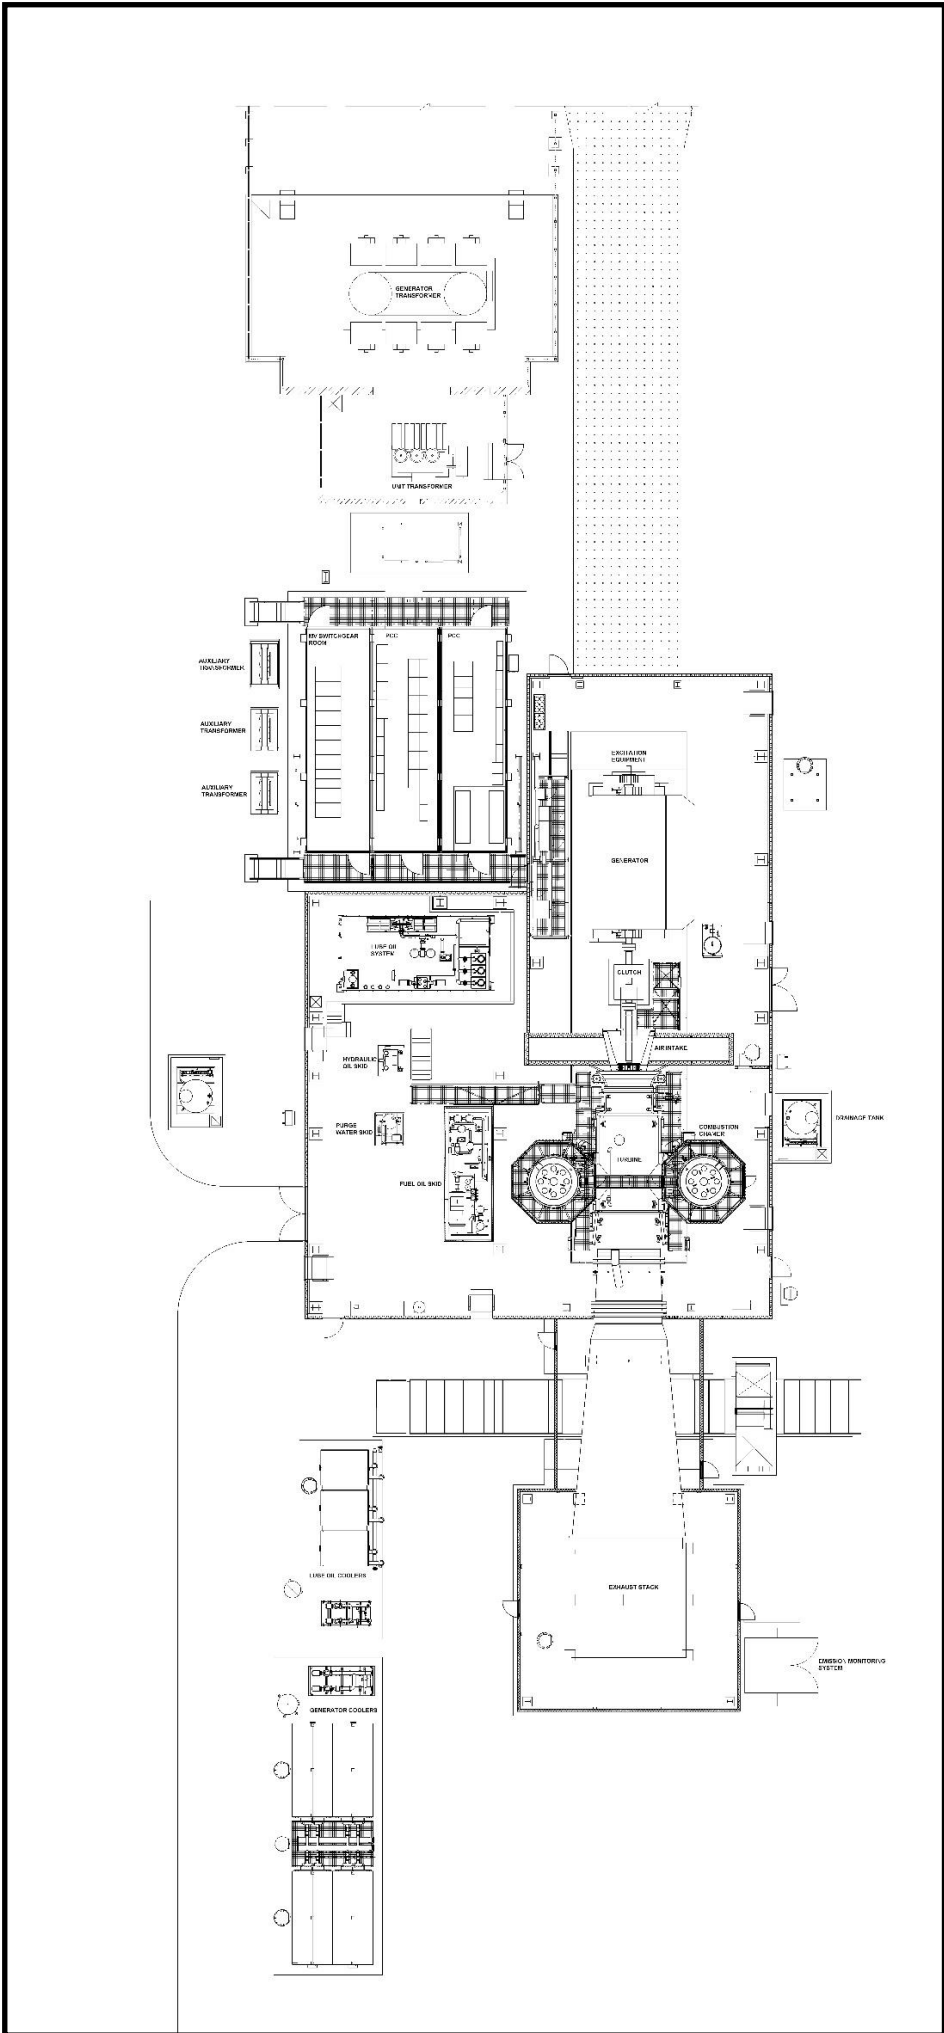 GENERATOR
TRANSFORMER
UNIT TRANSFORMER
MV SWITCHGEAR
ROOM
PCC
PCC
AUXILIARY
TRANSFORMER
AUXILIARY
TRANSFORMER
AUXILIARY
TRANSFORMER
EXCITATION
EQUIPMENT
GENERATOR
LUBE OIL
SYSTEM
CLUTCH
AIR INTAKE
HYDRAULIC
OIL SKID
PURGE
WATER SKID
COMBUSTION
CHAMBER
DRAINAGE TANK
TURBINE
FUEL OIL SKID
LUBE OIL COOLERS
EXHAUST STACK
EMISSION MONITORING
SYSTEM
GENERATOR COOLERS